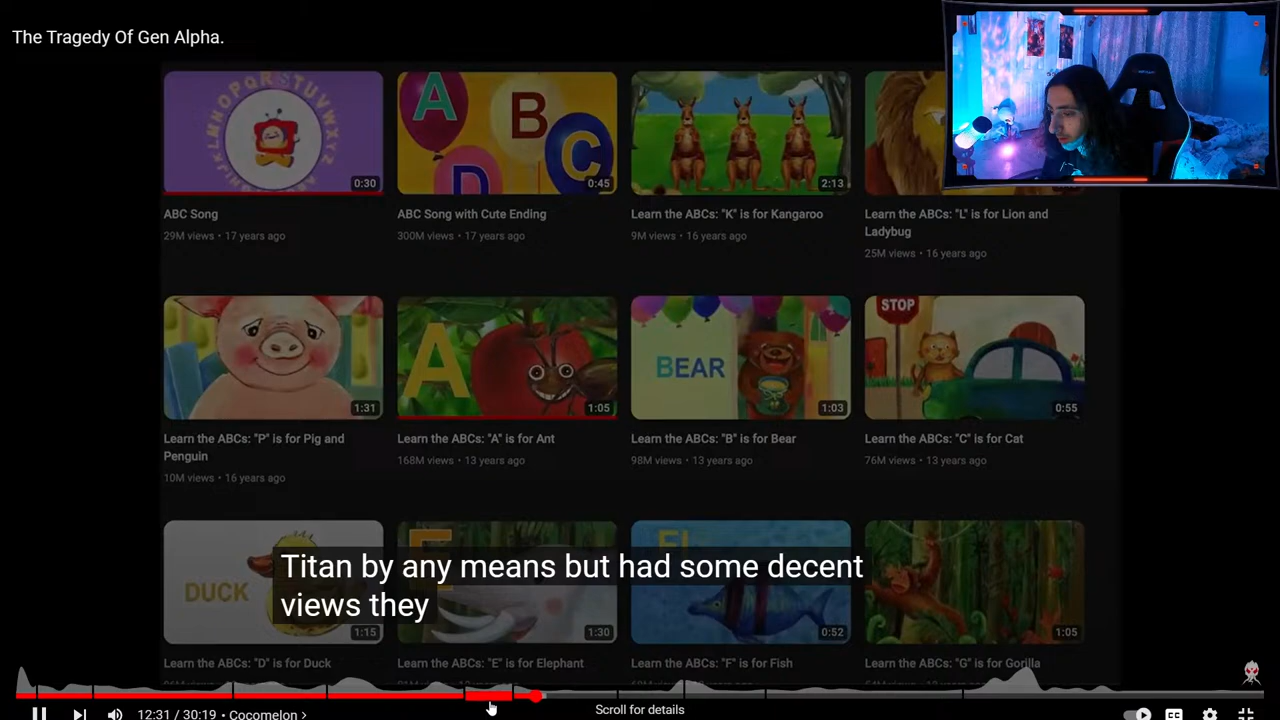 The Tragedy Of Gen Alpha.
A
B
C
D
0:30
0:45
2:13
ABC Song
ABC Song with Cute Ending
Learn the ABCs: "K" is for Kangaroo
Learn the ABCs: "L" is for Lion and
Ladybug
29M views • 17 years ago
300M views • 17 years ago
9M views • 16 years ago
25M views • 16 years ago
A
BEAR
STOP
1:31
1:05
1:03
0:55
Learn the ABCs: "P" is for Pig and
Penguin
Learn the ABCs: "A" is for Ant
Learn the ABCs: "B" is for Bear
Learn the ABCs: "C" is for Cat
10M views • 16 years ago
168M views • 13 years ago
98M views • 13 years ago
76M views • 13 years ago
DUCK
Titan by any means but had some decent
views they
1:15
1:30
0:52
1:05
Learn the ABCs: "D" is for Duck
Learn the ABCs: "E" is for Elephant
Learn the ABCs: "F" is for Fish
Learn the ABCs: "G" is for Gorilla
12:31 / 30:19 • Cocomelon >
Scroll for details